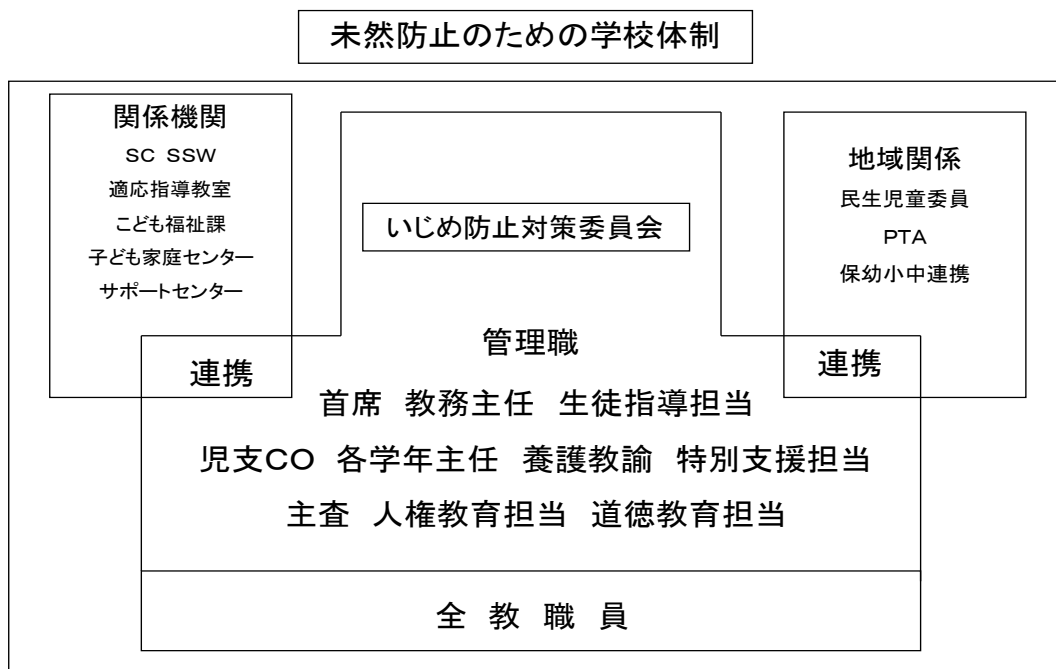 未然防止のための学校体制
関係機関
SC SSW
適応指導教室
こども福祉課
子ども家庭センター
サポートセンター
連携
いじめ防止対策委員会
管理職
首席 教務主任 生徒指導担当
児支CO 各学年主任 養護教諭 特別支援担当
主査 人権教育担当 道徳教育担当
地域関係
民生児童委員
PTA
保幼小中連携
連携
全 教 職 員